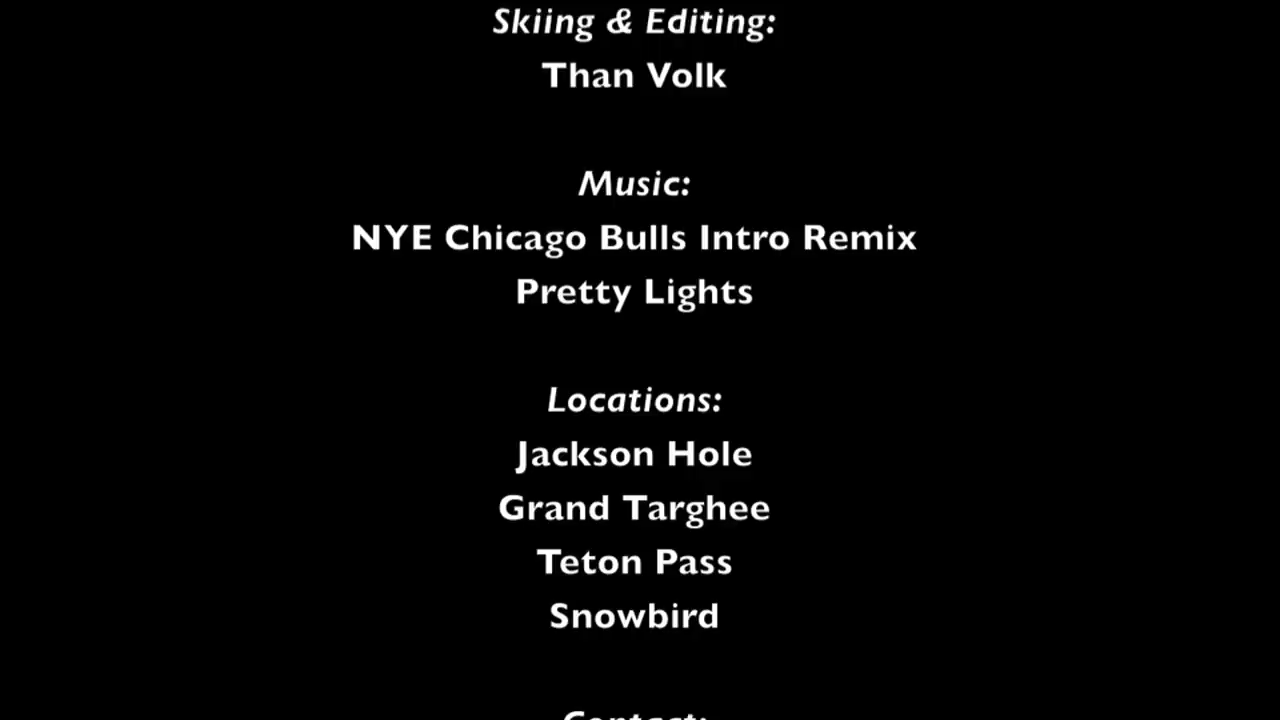 Skiing & Editing:
Than Volk
Music:
NYE Chicago Bulls Intro Remix
Pretty Lights
Locations:
Jackson Hole
Grand Targhee
Teton Pass
Snowbird
Contact: